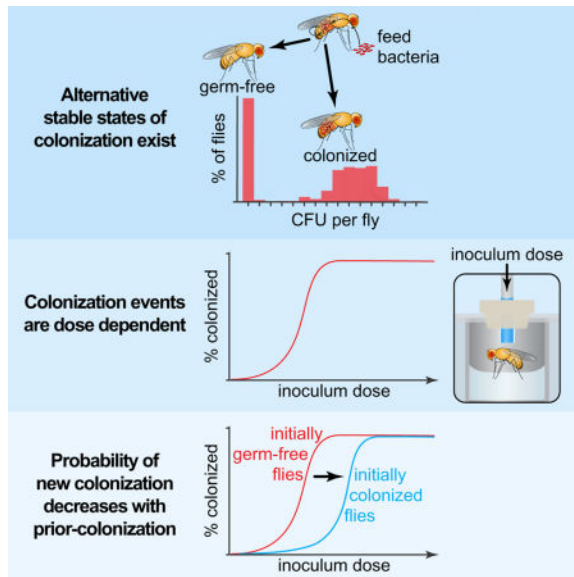 feed
bacteria
germ-free
Alternative
stable states of
colonization exist
colonized
% of flies
CFU per fly
inoculum dose
Colonization events
are dose dependent
% colonized
inoculum dose
Probability of
new colonization
decreases with
prior-colonization
initially
germ-free
flies
initially
colonized
flies
% colonized
inoculum dose